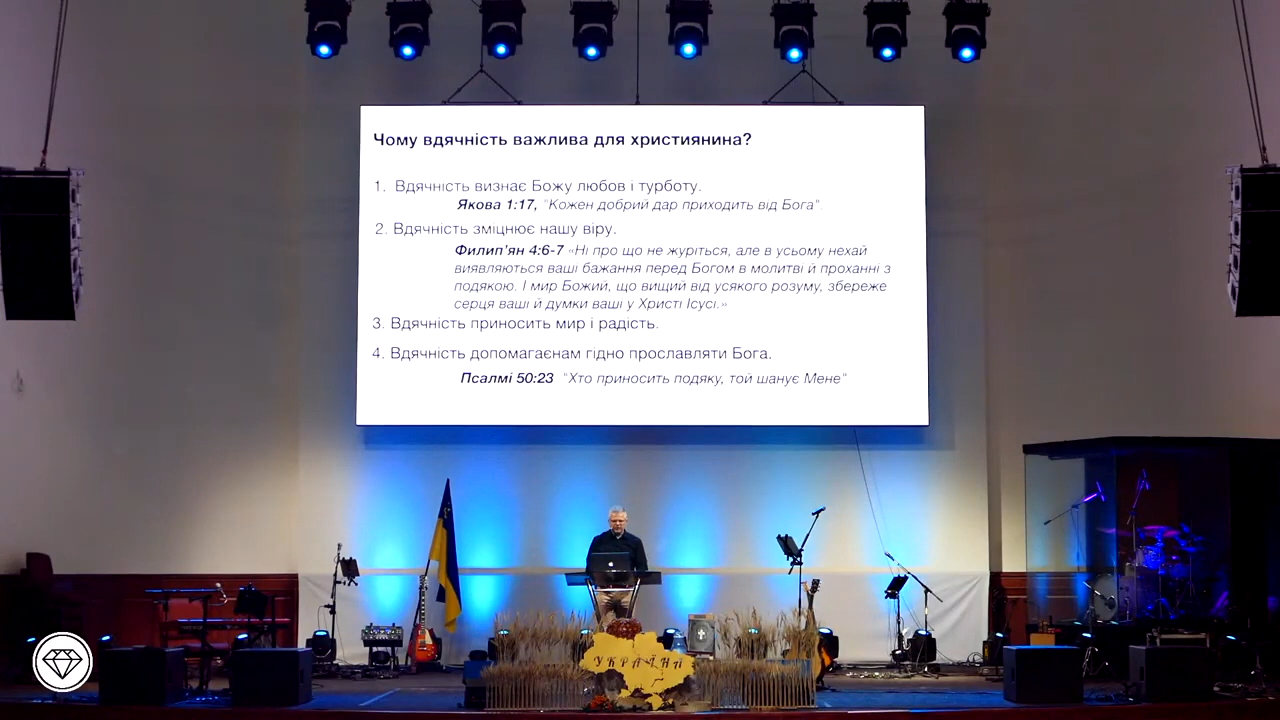 Чому вдячність важлива для християнина?
1. Вдячність визнає Божу любов і турботу.
Якова 1:17, "Кожен добрий дар приходить від Бога".
2. Вдячність зміцнює нашу віру.
Филип'ян 4:6-7 «Ні про що не журіться, але в усьому нехай
виявляються ваші бажання перед Богом в молитві й проханні з
подякою. І мир Божий, що вищий від усякого розуму, збереже
серця ваші й думки ваші у Христі Ісусі.»
3. Вдячність приносить мир і радість.
4. Вдячність допомагаєнам гідно прославляти Бога.
Псалмі 50:23 "Хто приносить подяку, той шанує Мене"
УКРАЇНА